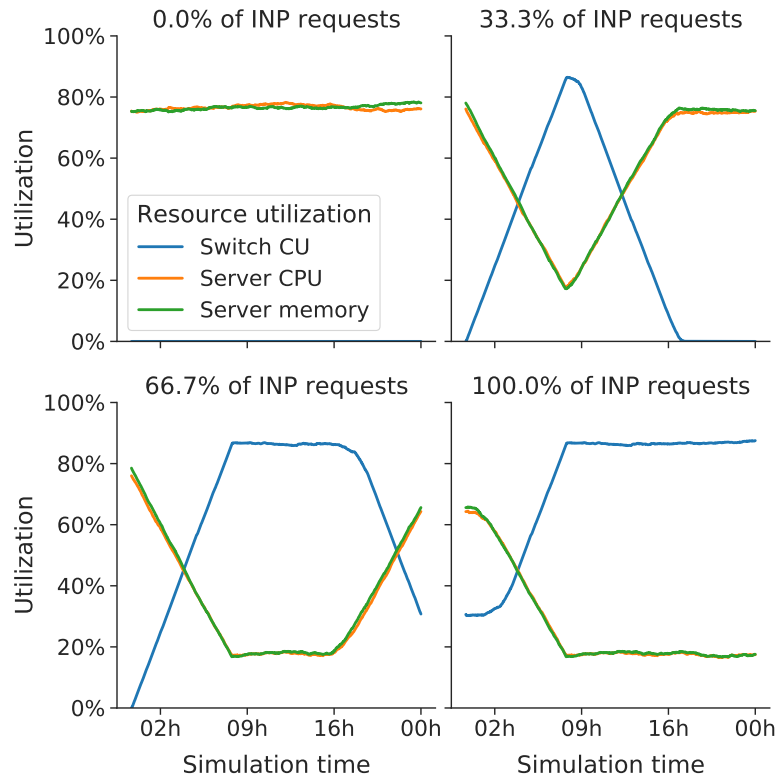 0.0% of INP requests
33.3% of INP requests
100%
80%
60%
40%
20%
0%
Utilization
Resource utilization
Switch CU
Server CPU
Server memory
66.7% of INP requests
100.0% of INP requests
100%
80%
60%
40%
20%
0%
Utilization
02h 09h 16h 00h
02h 09h 16h 00h
Simulation time
Simulation time